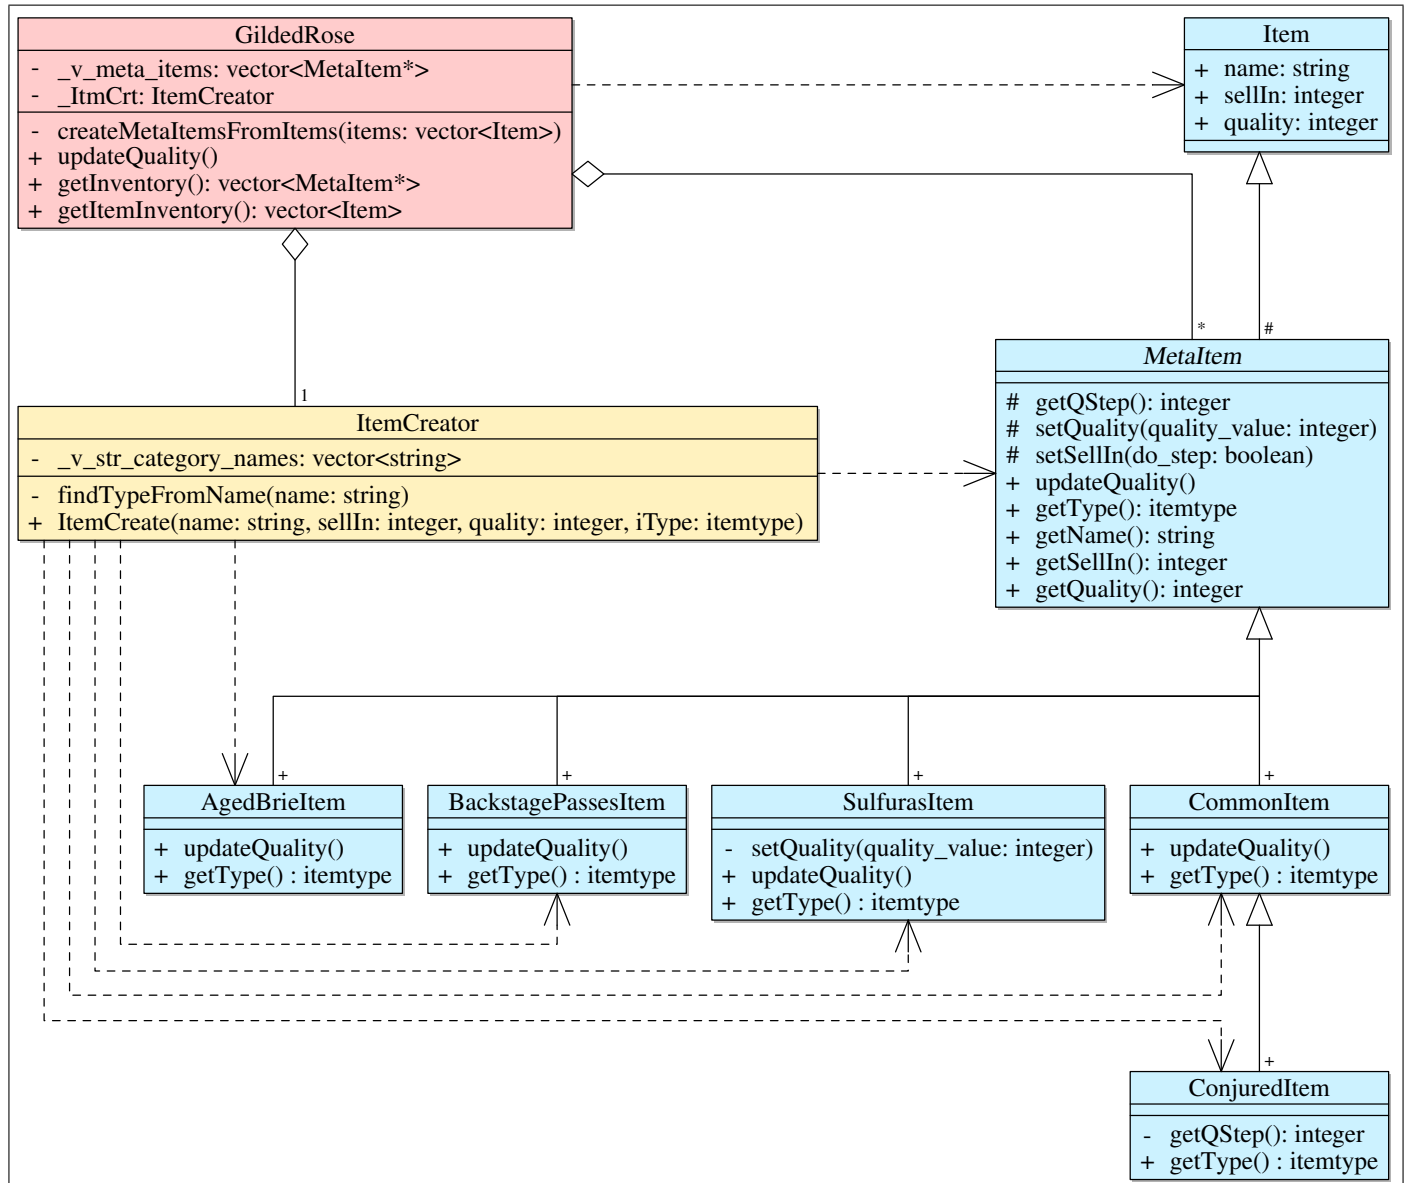 GildedRose
- _v_meta_items: vector<MetaItem*>
- _ItmCrt: ItemCreator
- createMetaItemsFromItems(items: vector<Item>)
+ updateQuality()
+ getInventory(): vector<MetaItem*>
+ getItemInventory(): vector<Item>
Item
+ name: string
+ sellIn: integer
+ quality: integer
* #
1
MetaItem
# getQStep(): integer
# setQuality(quality_value: integer)
# setSellIn(do_step: boolean)
+ updateQuality()
+ getType(): itemtype
+ getName(): string
+ getSellIn(): integer
+ getQuality(): integer
ItemCreator
- _v_str_category_names: vector<string>
- findTypeFromName(name: string)
+ ItemCreate(name: string, sellIn: integer, quality: integer, iType: itemtype)
+ + + +
AgedBrieItem
+ updateQuality()
+ getType() : itemtype
BackstagePassesItem
+ updateQuality()
+ getType() : itemtype
SulfurasItem
- setQuality(quality_value: integer)
+ updateQuality()
+ getType() : itemtype
CommonItem
+ updateQuality()
+ getType() : itemtype
+
ConjuredItem
- getQStep(): integer
+ getType() : itemtype